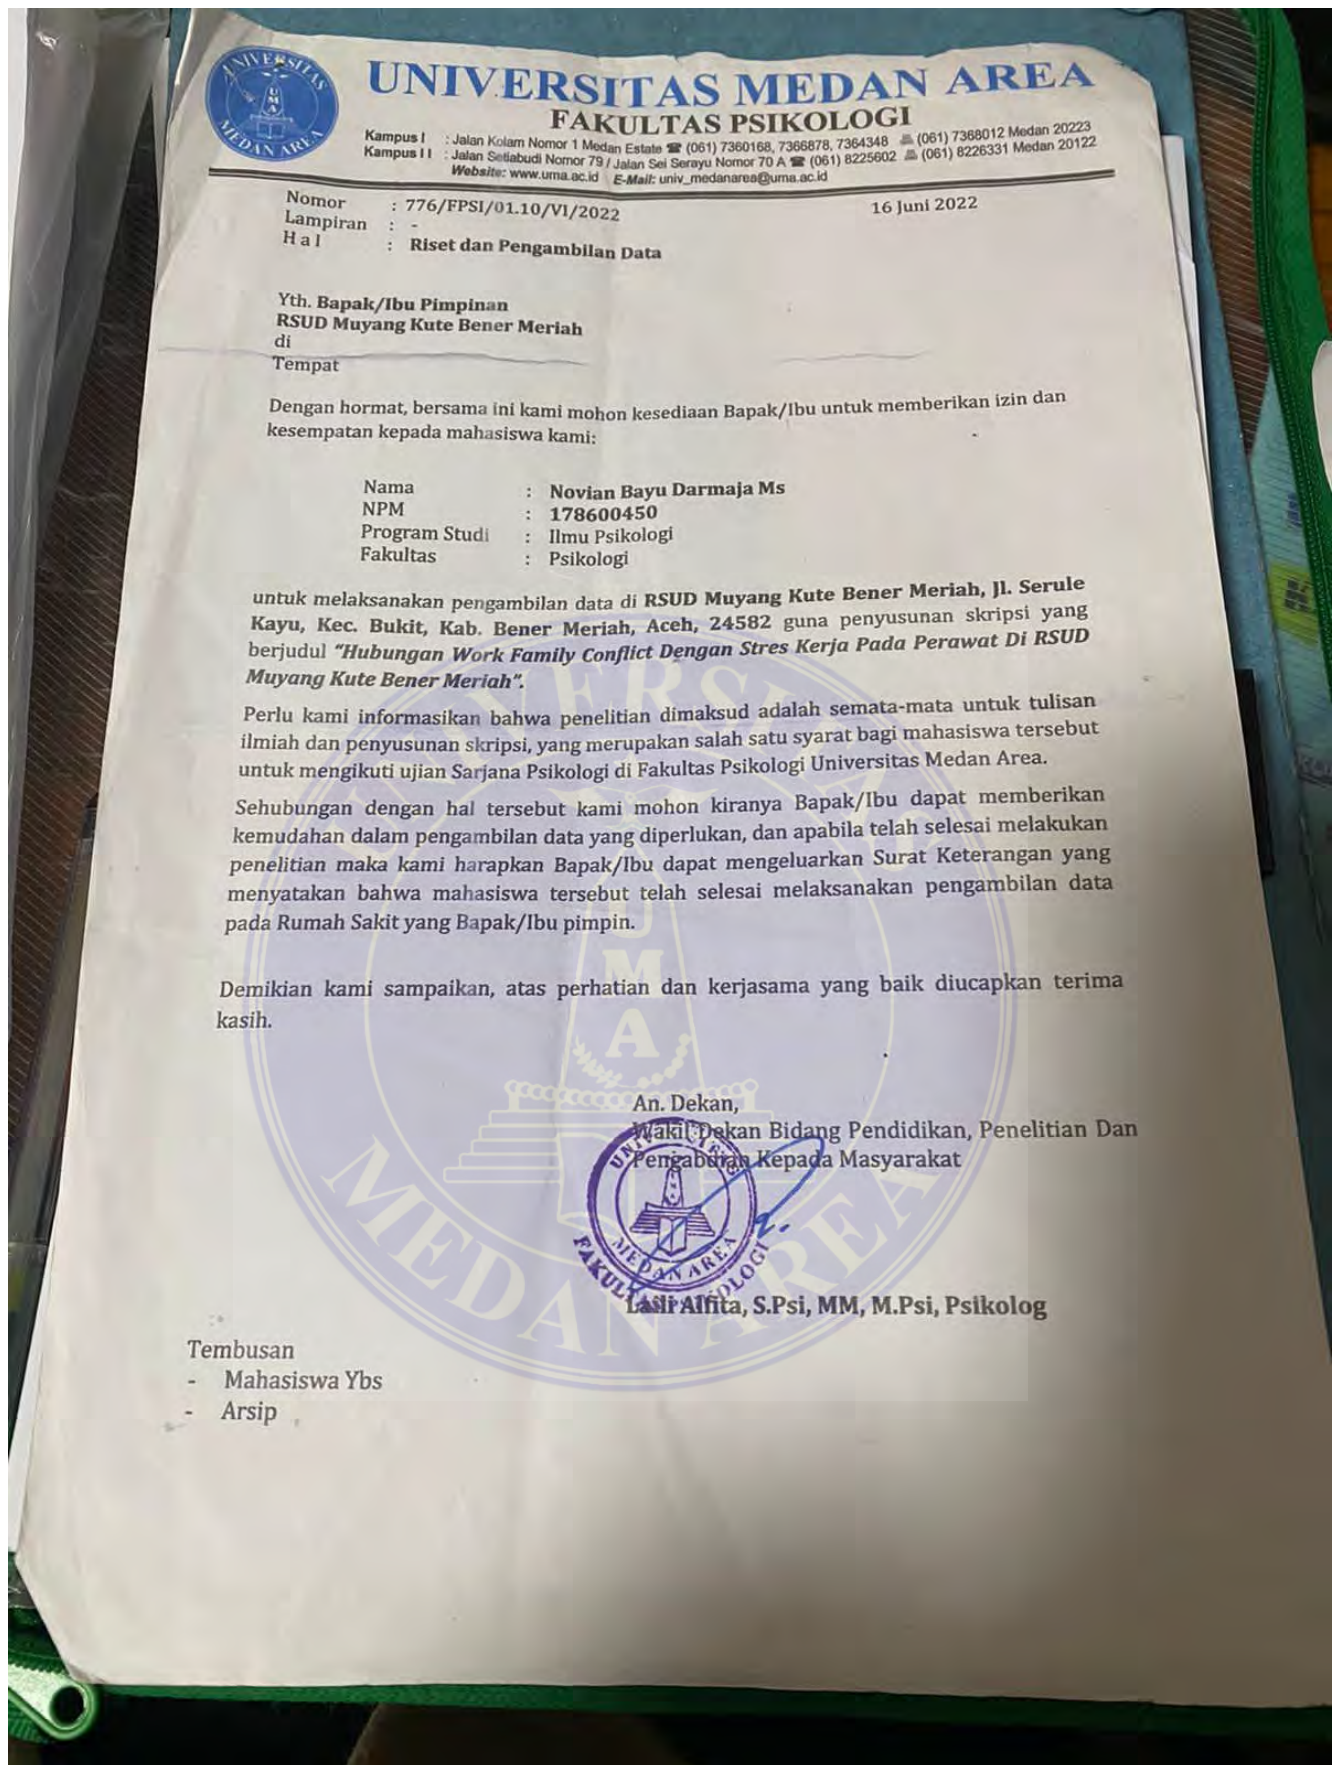 UNIVERSITAS MEDAN AREA
UNIVERSITAS MEDAN AREA
UMA
FAKULTAS PSIKOLOGI
Kampus I : Jalan Kolam Nomor 1 Medan Estate ☎ (061) 7360168, 7366878, 7364348 (061) 7368012 Medan 20223
Kampus II : Jalan Setiabudi Nomor 79 / Jalan Sei Serayu Nomor 70 A ☎ (061) 8225602 (061) 8226331 Medan 20122
Website: www.uma.ac.id E-Mail: univ_medanarea@uma.ac.id
Nomor : 776/FPSI/01.10/VI/2022 16 Juni 2022
Lampiran : -
H a l : Riset dan Pengambilan Data
Yth. Bapak/Ibu Pimpinan
RSUD Muyang Kute Bener Meriah
di
Tempat
Dengan hormat, bersama ini kami mohon kesediaan Bapak/Ibu untuk memberikan izin dan
kesempatan kepada mahasiswa kami:
Nama : Novian Bayu Darmaja Ms
NPM : 178600450
Program Studi : Ilmu Psikologi
Fakultas : Psikologi
untuk melaksanakan pengambilan data di RSUD Muyang Kute Bener Meriah, Jl. Serule
Kayu, Kec. Bukit, Kab. Bener Meriah, Aceh, 24582 guna penyusunan skripsi yang
berjudul "Hubungan Work Family Conflict Dengan Stres Kerja Pada Perawat Di RSUD
Muyang Kute Bener Meriah".
Perlu kami informasikan bahwa penelitian dimaksud adalah semata-mata untuk tulisan
ilmiah dan penyusunan skripsi, yang merupakan salah satu syarat bagi mahasiswa tersebut
untuk mengikuti ujian Sarjana Psikologi di Fakultas Psikologi Universitas Medan Area.
Sehubungan dengan hal tersebut kami mohon kiranya Bapak/Ibu dapat memberikan
kemudahan dalam pengambilan data yang diperlukan, dan apabila telah selesai melakukan
penelitian maka kami harapkan Bapak/Ibu dapat mengeluarkan Surat Keterangan yang
menyatakan bahwa mahasiswa tersebut telah selesai melaksanakan pengambilan data
pada Rumah Sakit yang Bapak/Ibu pimpin.
Demikian kami sampaikan, atas perhatian dan kerjasama yang baik diucapkan terima
kasih.
UNIVERSITAS MEDAN AREA
UMA
An. Dekan,
Wakil Dekan Bidang Pendidikan, Penelitian Dan
Pengabdian Kepada Masyarakat
MEDAN AREA
FAKULTAS PSIKOLOGI
Laili Alfita, S.Psi, MM, M.Psi, Psikolog
Tembusan
- Mahasiswa Ybs
- Arsip